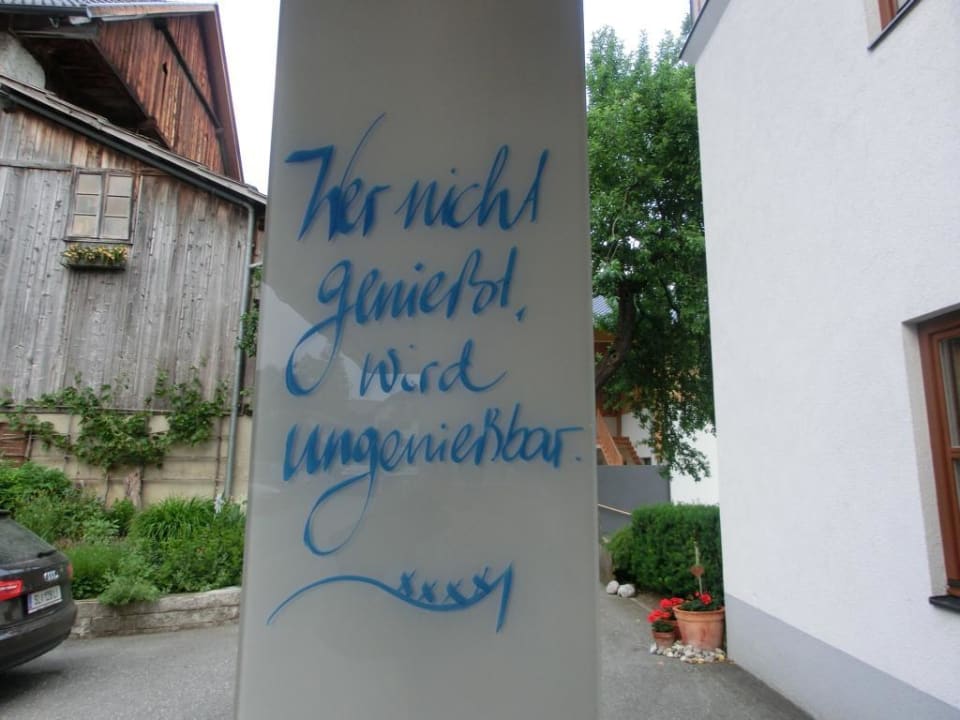 Wer nicht
genießt,
wird
ungenießbar.